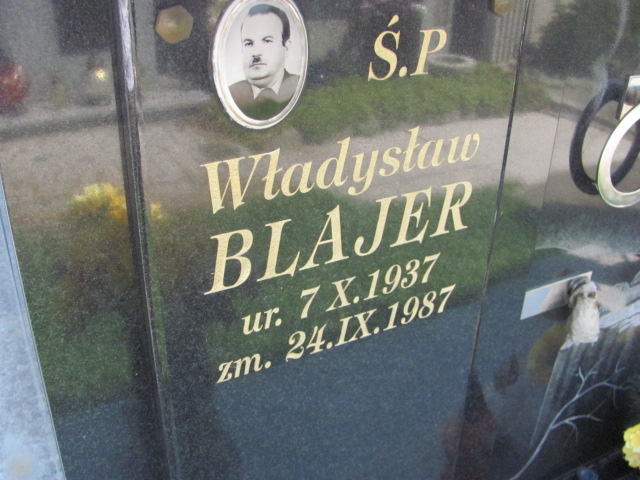 Ś.P
Władysław
BLAJER
ur. 7 X.1937
zm. 24.IX.1987